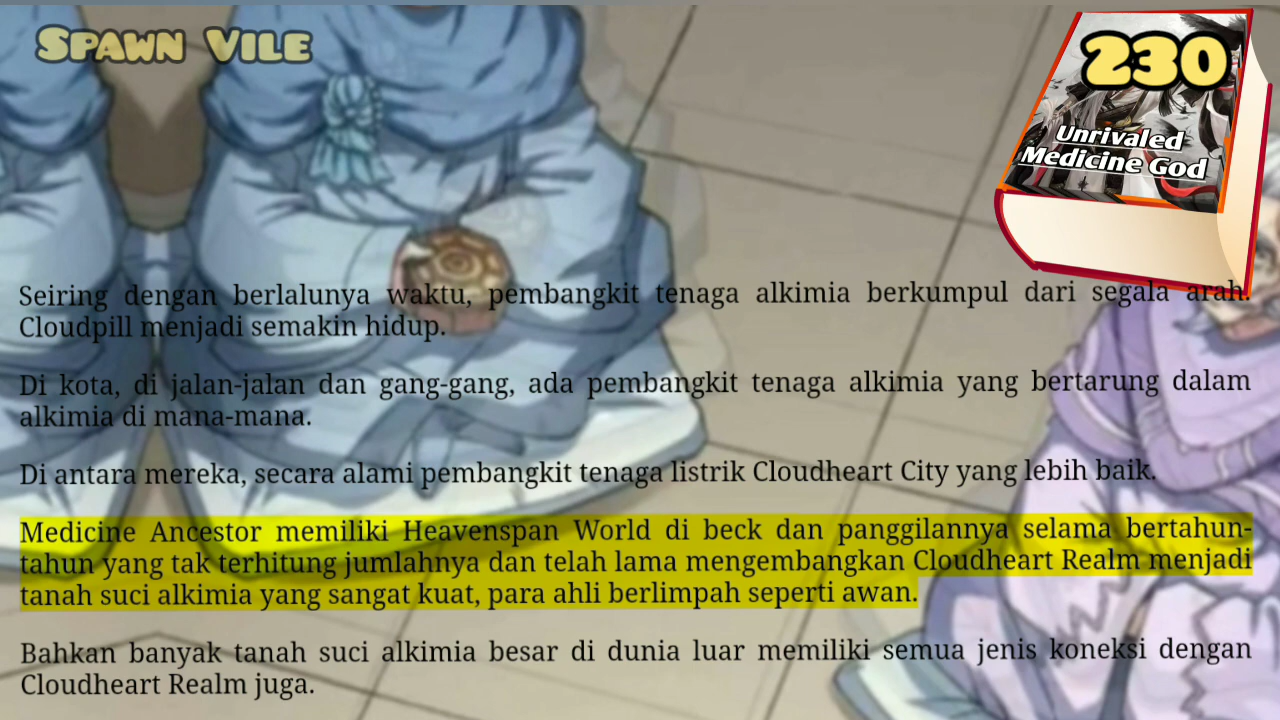 Spawn Vile
230
Unrivaled
Medicine God
Seiring dengan berlalunya waktu, pembangkit tenaga alkimia berkumpul dari segala arah.
Cloudpill menjadi semakin hidup.
Di kota, di jalan-jalan dan gang-gang, ada pembangkit tenaga alkimia yang bertarung dalam
alkimia di mana-mana.
Di antara mereka, secara alami pembangkit tenaga listrik Cloudheart City yang lebih baik.
Medicine Ancestor memiliki Heavenspan World di beck dan panggilannya selama bertahun-
tahun yang tak terhitung jumlahnya dan telah lama mengembangkan Cloudheart Realm menjadi
tanah suci alkimia yang sangat kuat, para ahli berlimpah seperti awan.
Bahkan banyak tanah suci alkimia besar di dunia luar memiliki semua jenis koneksi dengan
Cloudheart Realm juga.